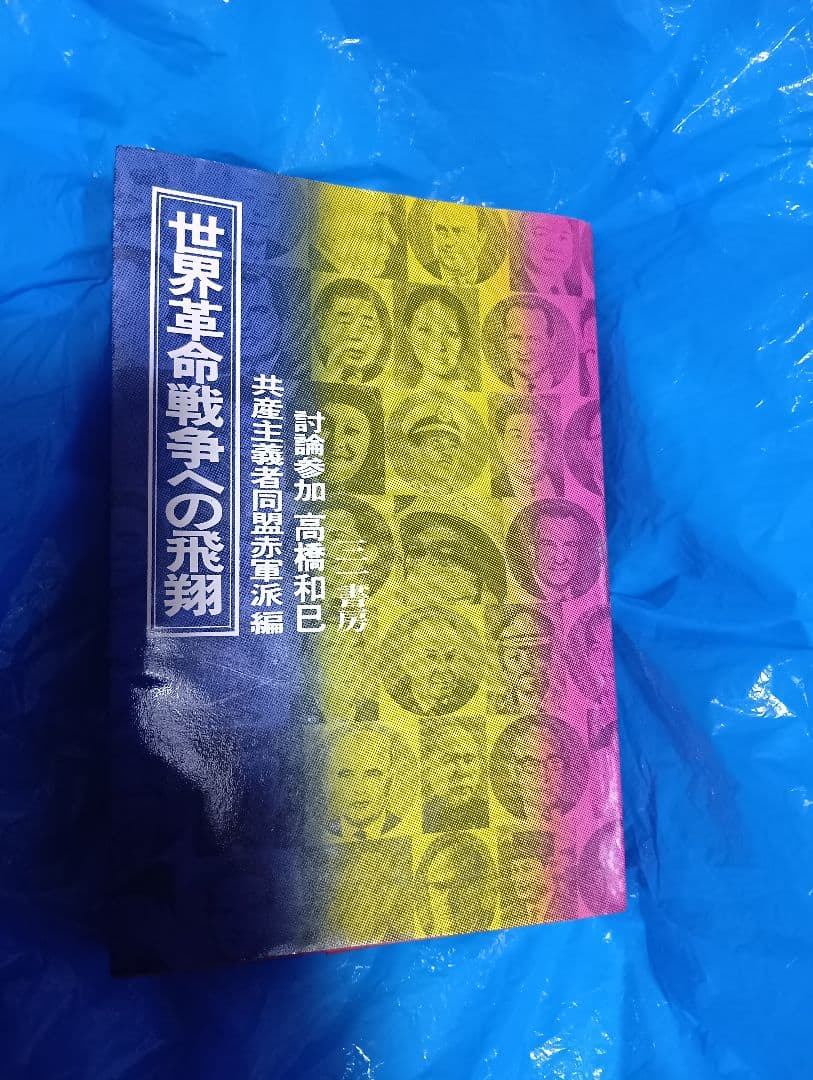 世界革命戦争への飛翔
共産主義者同盟赤軍派 編
討論参加 高橋和巳
三一書房